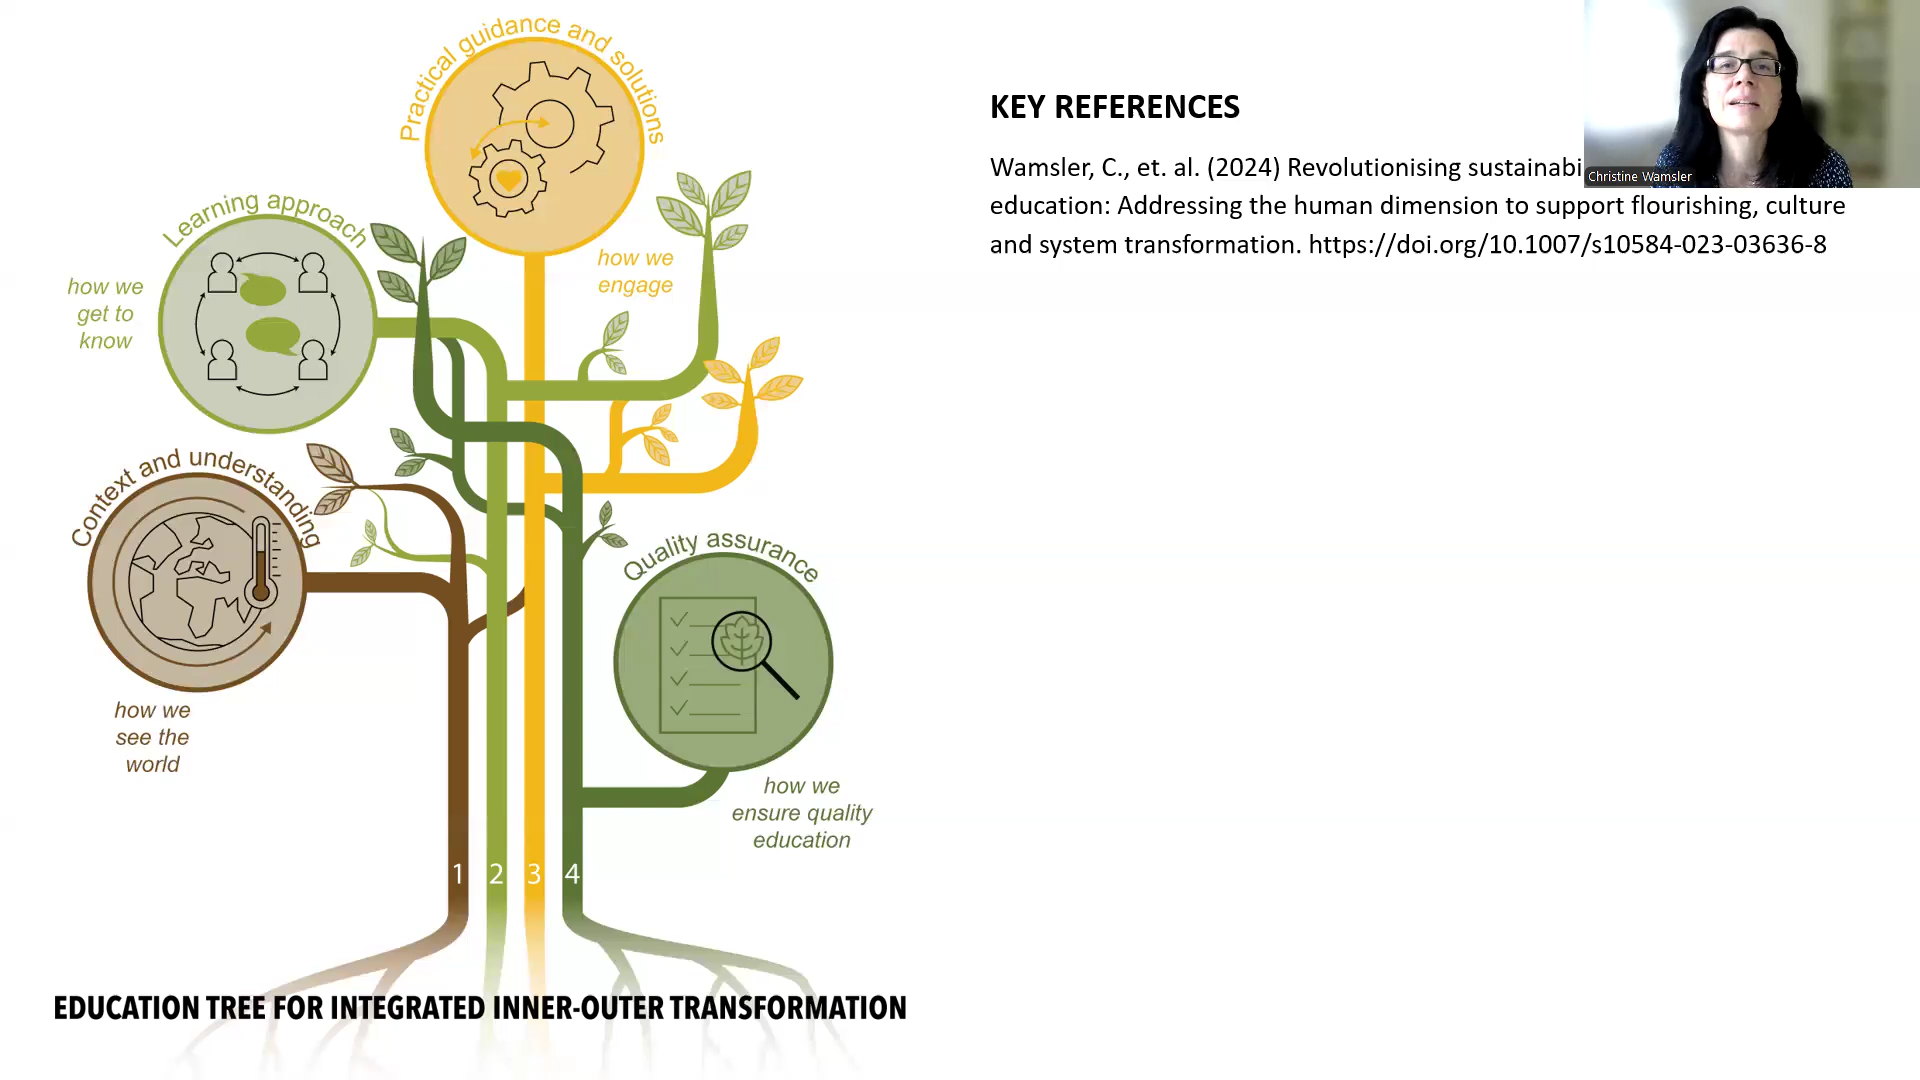 Practical guidance and solutions
how we
engage
Learning approach
how we
get to
know
Context and understanding
how we
see the
world
Quality assurance
how we
ensure quality
education
1 2 3 4
EDUCATION TREE FOR INTEGRATED INNER-OUTER TRANSFORMATION
KEY REFERENCES
Wamsler, C., et. al. (2024) Revolutionising sustainabi
education: Addressing the human dimension to support flourishing, culture
and system transformation. https://doi.org/10.1007/s10584-023-03636-8
Christine Wamsler